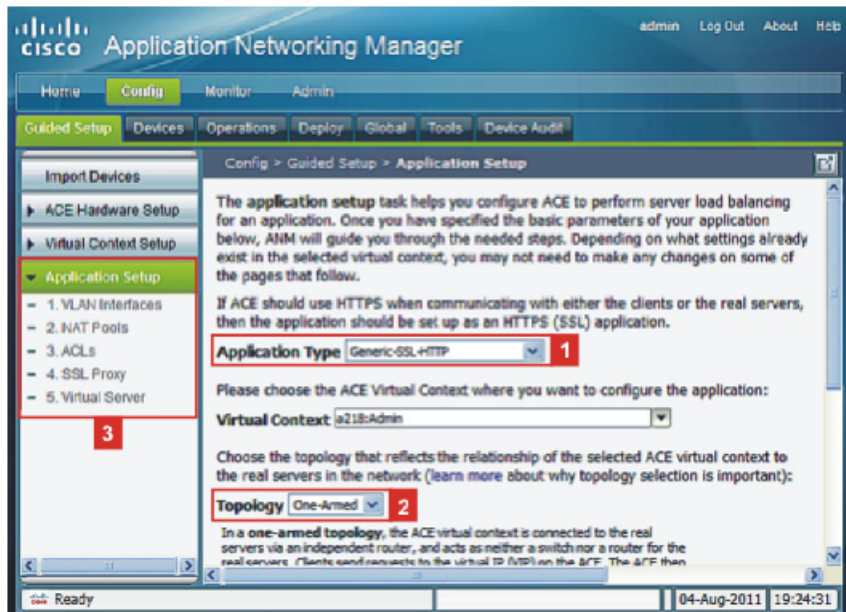 admin Log Out About Help
CISCO Application Networking Manager
Home Config Monitor Admin
Guided Setup Devices Operations Deploy Global Tools Device Audit
Import Devices
ACE Hardware Setup
Virtual Context Setup
Application Setup
1. VLAN Interfaces
2. NAT Pools
3. ACLs
4. SSL Proxy
5. Virtual Server
3
Config > Guided Setup > Application Setup
The application setup task helps you configure ACE to perform server load balancing
for an application. Once you have specified the basic parameters of your application
below, ANM will guide you through the needed steps. Depending on what settings already
exist in the selected virtual context, you may not need to make any changes on some of
the pages that follow.
If ACE should use HTTPS when communicating with either the clients or the real servers,
then the application should be set up as an HTTPS (SSL) application.
Application Type Generic-SSL-HTTP 1
Please choose the ACE Virtual Context where you want to configure the application:
Virtual Context a218:Admin
Choose the topology that reflects the relationship of the selected ACE virtual context to
the real servers in the network (learn more about why topology selection is important):
Topology One-Armed 2
In a one-armed topology, the ACE virtual context is connected to the real
servers via an independent router, and acts as neither a switch nor a router for the
real servers. Clients send requests to the virtual IP (VIP) on the ACE. The ACE then
Ready
04-Aug-2011 19:24:31